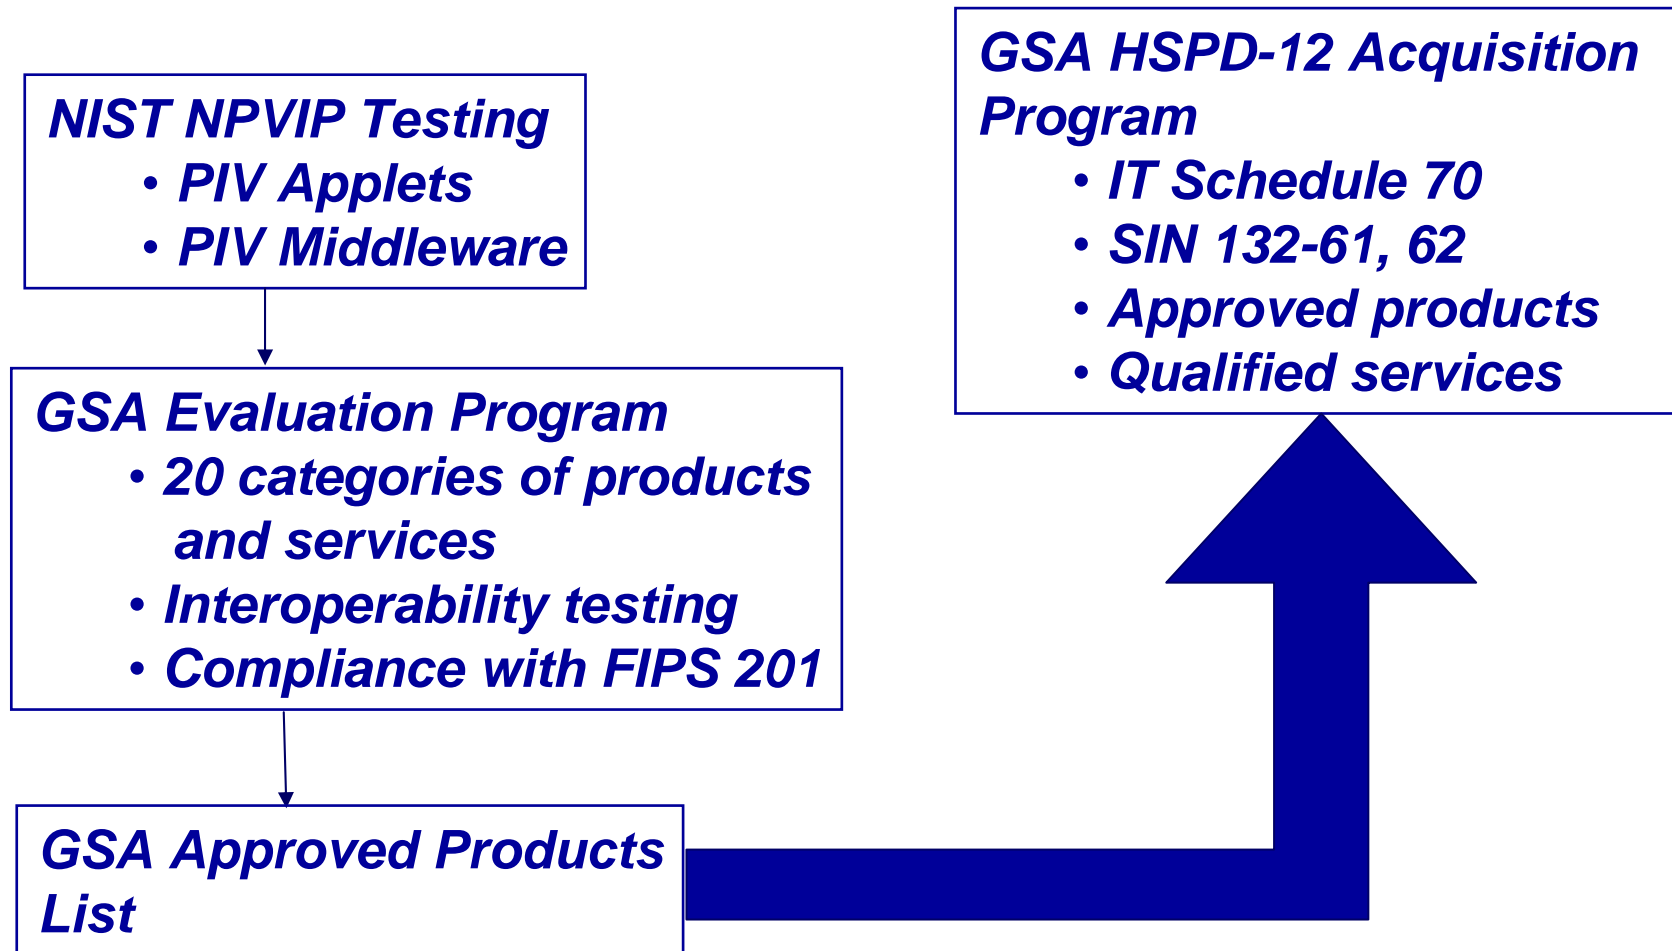 NIST NPVIP Testing
• PIV Applets
• PIV Middleware
GSA Evaluation Program
• 20 categories of products
and services
• Interoperability testing
• Compliance with FIPS 201
GSA Approved Products
List
GSA HSPD-12 Acquisition
Program
• IT Schedule 70
• SIN 132-61, 62
• Approved products
• Qualified services